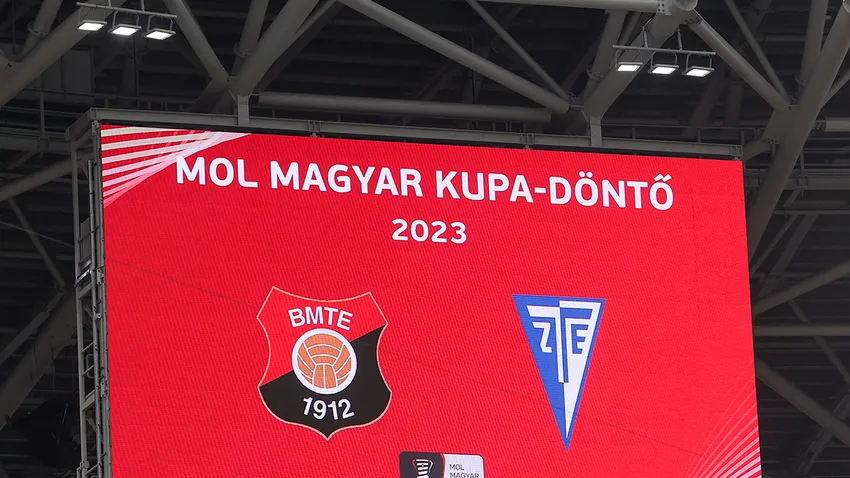 MOL MAGYAR KUPA-DÖNTŐ
2023
BMTE
1912
ZTE
MOL
MAGYAR